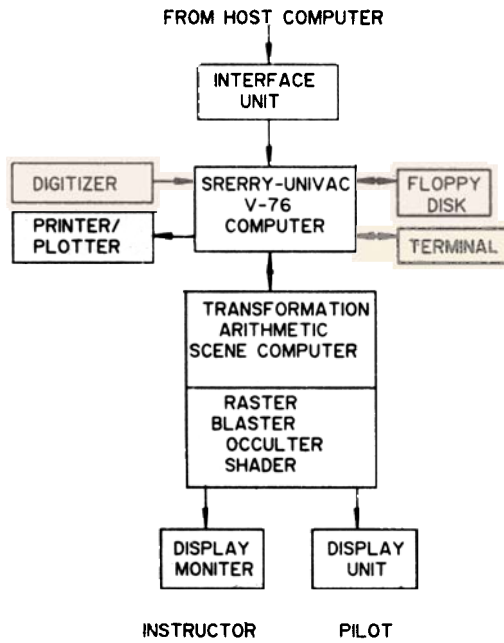 FROM HOST COMPUTER
INTERFACE
UNIT
DIGITIZER
SRERRY-UNIVAC
V-76
COMPUTER
FLOPPY
DISK
PRINTER/
PLOTTER
TERMINAL
TRANSFORMATION
ARITHMETIC
SCENE COMPUTER
RASTER
BLASTER
OCCULTER
SHADER
DISPLAY
MONITER
DISPLAY
UNIT
INSTRUCTOR
PILOT